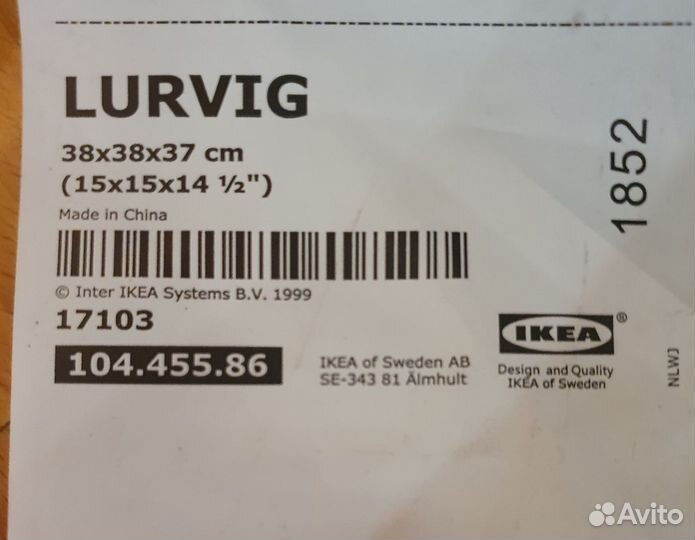 LURVIG
38x38x37 cm
(15x15x14 ½")
Made in China
© Inter IKEA Systems B.V. 1999
17103
104.455.86
IKEA of Sweden AB
SE-343 81 Älmhult
IKEA®
Design and Quality
IKEA of Sweden
1852
NLWJ
Avito